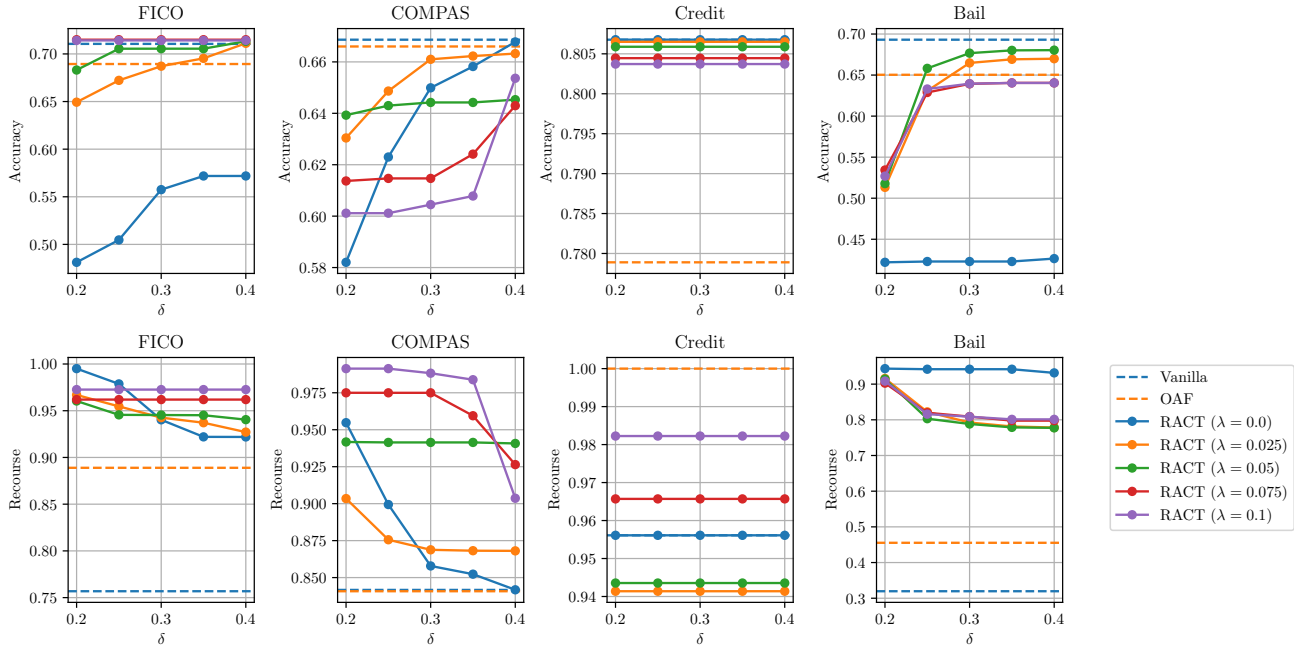 FICO
COMPAS
Credit
Bail
Accuracy
0.70
0.65
0.60
0.55
0.50
0.2
0.3
0.4
δ
Accuracy
0.66
0.64
0.62
0.60
0.58
0.2
0.3
0.4
δ
Accuracy
0.805
0.800
0.795
0.790
0.785
0.780
0.2
0.3
0.4
δ
Accuracy
0.70
0.65
0.60
0.55
0.50
0.45
0.2
0.3
0.4
δ
FICO
COMPAS
Credit
Bail
Recourse
1.00
0.95
0.90
0.85
0.80
0.75
0.2
0.3
0.4
δ
Recourse
0.975
0.950
0.925
0.900
0.875
0.850
0.2
0.3
0.4
δ
Recourse
1.00
0.99
0.98
0.97
0.96
0.95
0.94
0.2
0.3
0.4
δ
Recourse
0.9
0.8
0.7
0.6
0.5
0.4
0.3
0.2
0.3
0.4
δ
Vanilla
OAF
RACT (λ = 0.0)
RACT (λ = 0.025)
RACT (λ = 0.05)
RACT (λ = 0.075)
RACT (λ = 0.1)